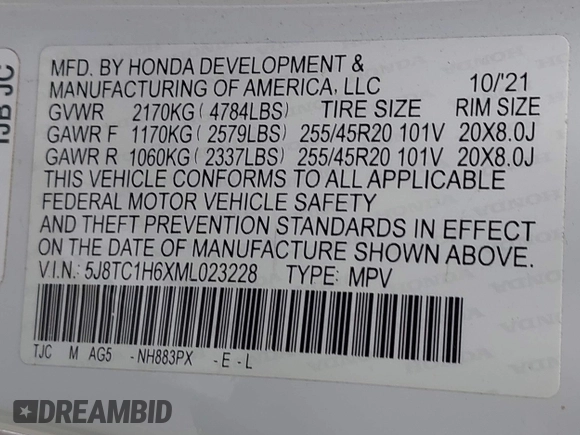 TJB JC
MFD. BY HONDA DEVELOPMENT &
MANUFACTURING OF AMERICA, LLC 10/'21
GVWR 2170KG ( 4784LBS) TIRE SIZE RIM SIZE
GAWR F 1170KG ( 2579LBS) 255/45R20 101V 20X8.0J
GAWR R 1060KG ( 2337LBS) 255/45R20 101V 20X8.0J
THIS VEHICLE CONFORMS TO ALL APPLICABLE
FEDERAL MOTOR VEHICLE SAFETY
AND THEFT PREVENTION STANDARDS IN EFFECT
ON THE DATE OF MANUFACTURE SHOWN ABOVE.
V.I.N.: 5J8TC1H6XML023228 TYPE: MPV
TJC M AG5 -NH883PX -E-L
DREAMBID